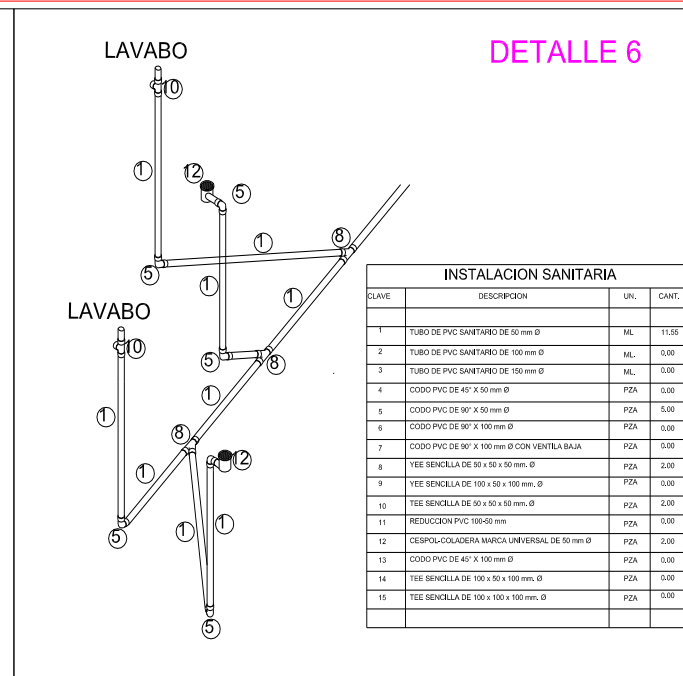 LAVABO
DETALLE 6
10
1
12
5
8
1
5
1
1
LAVABO
10
5
8
1
1
8
12
1
1
1
5
5
INSTALACION SANITARIA
CLAVE DESCRIPCION UN. CANT.
1 TUBO DE PVC SANITARIO DE 50 mm Ø ML 11.55
2 TUBO DE PVC SANITARIO DE 100 mm Ø ML. 0.00
3 TUBO DE PVC SANITARIO DE 150 mm Ø ML. 0.00
4 CODO PVC DE 45° X 50 mm Ø PZA 0.00
5 CODO PVC DE 90° X 50 mm Ø PZA 5.00
6 CODO PVC DE 90° X 100 mm Ø PZA 0.00
7 CODO PVC DE 90° X 100 mm Ø CON VENTILA BAJA PZA 0.00
8 YEE SENCILLA DE 50 x 50 x 50 mm. Ø PZA 2.00
9 YEE SENCILLA DE 100 x 50 x 100 mm. Ø PZA 0.00
10 TEE SENCILLA DE 50 x 50 x 50 mm. Ø PZA 2.00
11 REDUCCION PVC 100-50 mm PZA 0.00
12 CESPOL-COLADERA MARCA UNIVERSAL DE 50 mm Ø PZA 2.00
13 CODO PVC DE 45° X 100 mm Ø PZA 0.00
14 TEE SENCILLA DE 100 x 50 x 100 mm. Ø PZA 0.00
15 TEE SENCILLA DE 100 x 100 x 100 mm. Ø PZA 0.00